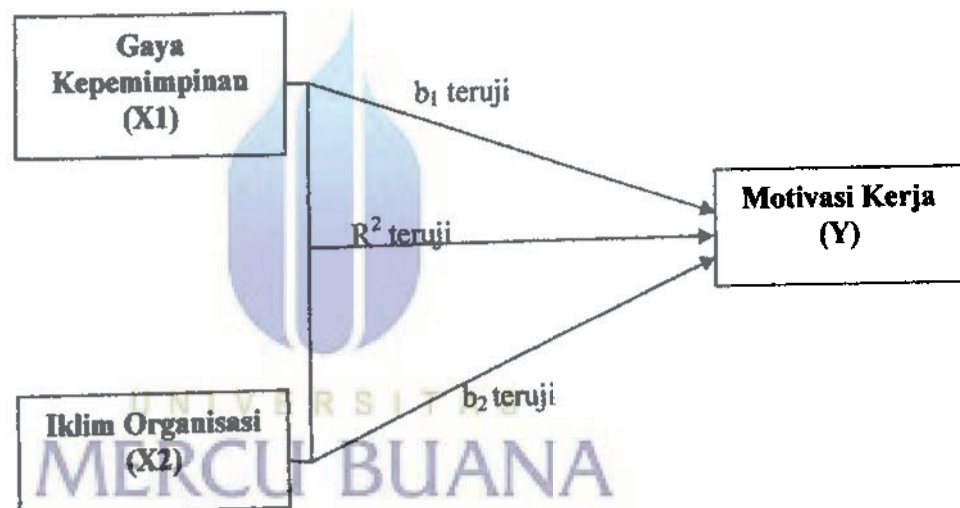 Gaya
Kepemimpinan
(X1)
b₁ teruji
Motivasi Kerja
(Y)
R² teruji
b₂ teruji
UNIVERSITAS
Iklim Organisasi
(X2)
MERCU BUANA